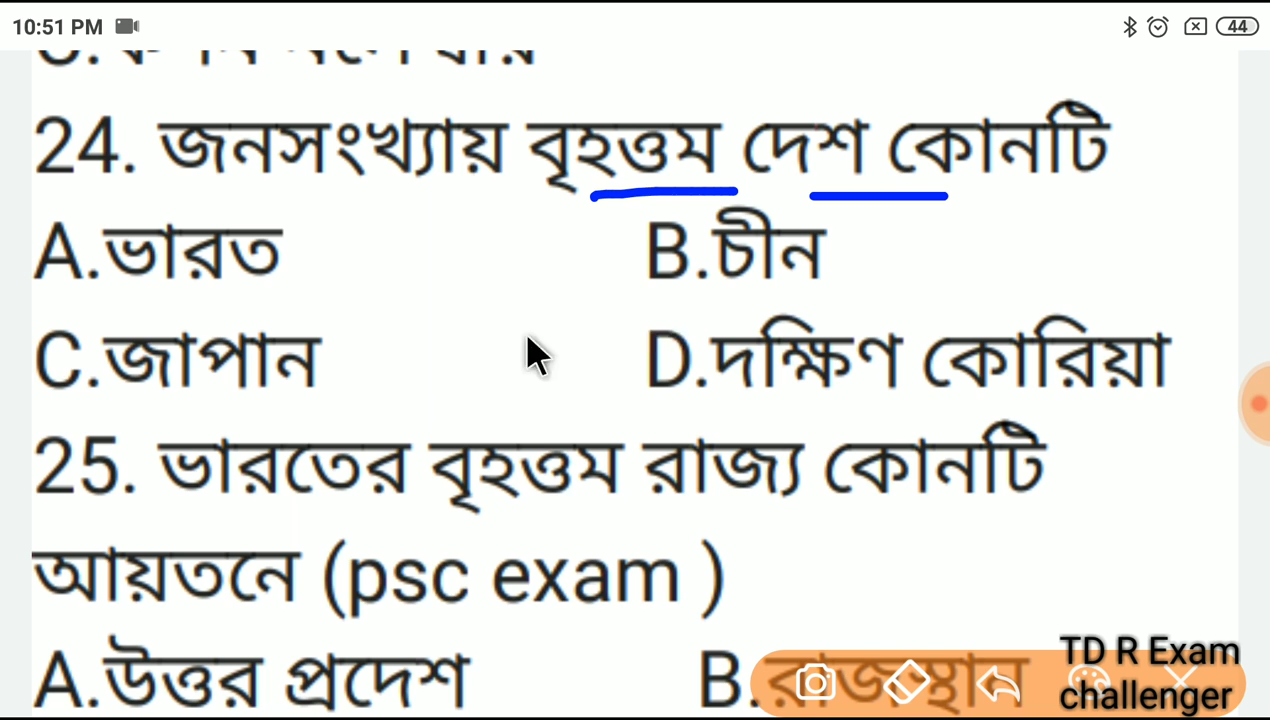 10:51 PM 44
24. জনসংখ্যায় বৃহত্তম দেশ কোনটি
A.ভারত B.চীন
C.জাপান D.দক্ষিণ কোরিয়া
25. ভারতের বৃহত্তম রাজ্য কোনটি
আয়তনে (psc exam )
A.উত্তর প্রদেশ B.রাজস্থান
TD R Exam
challenger